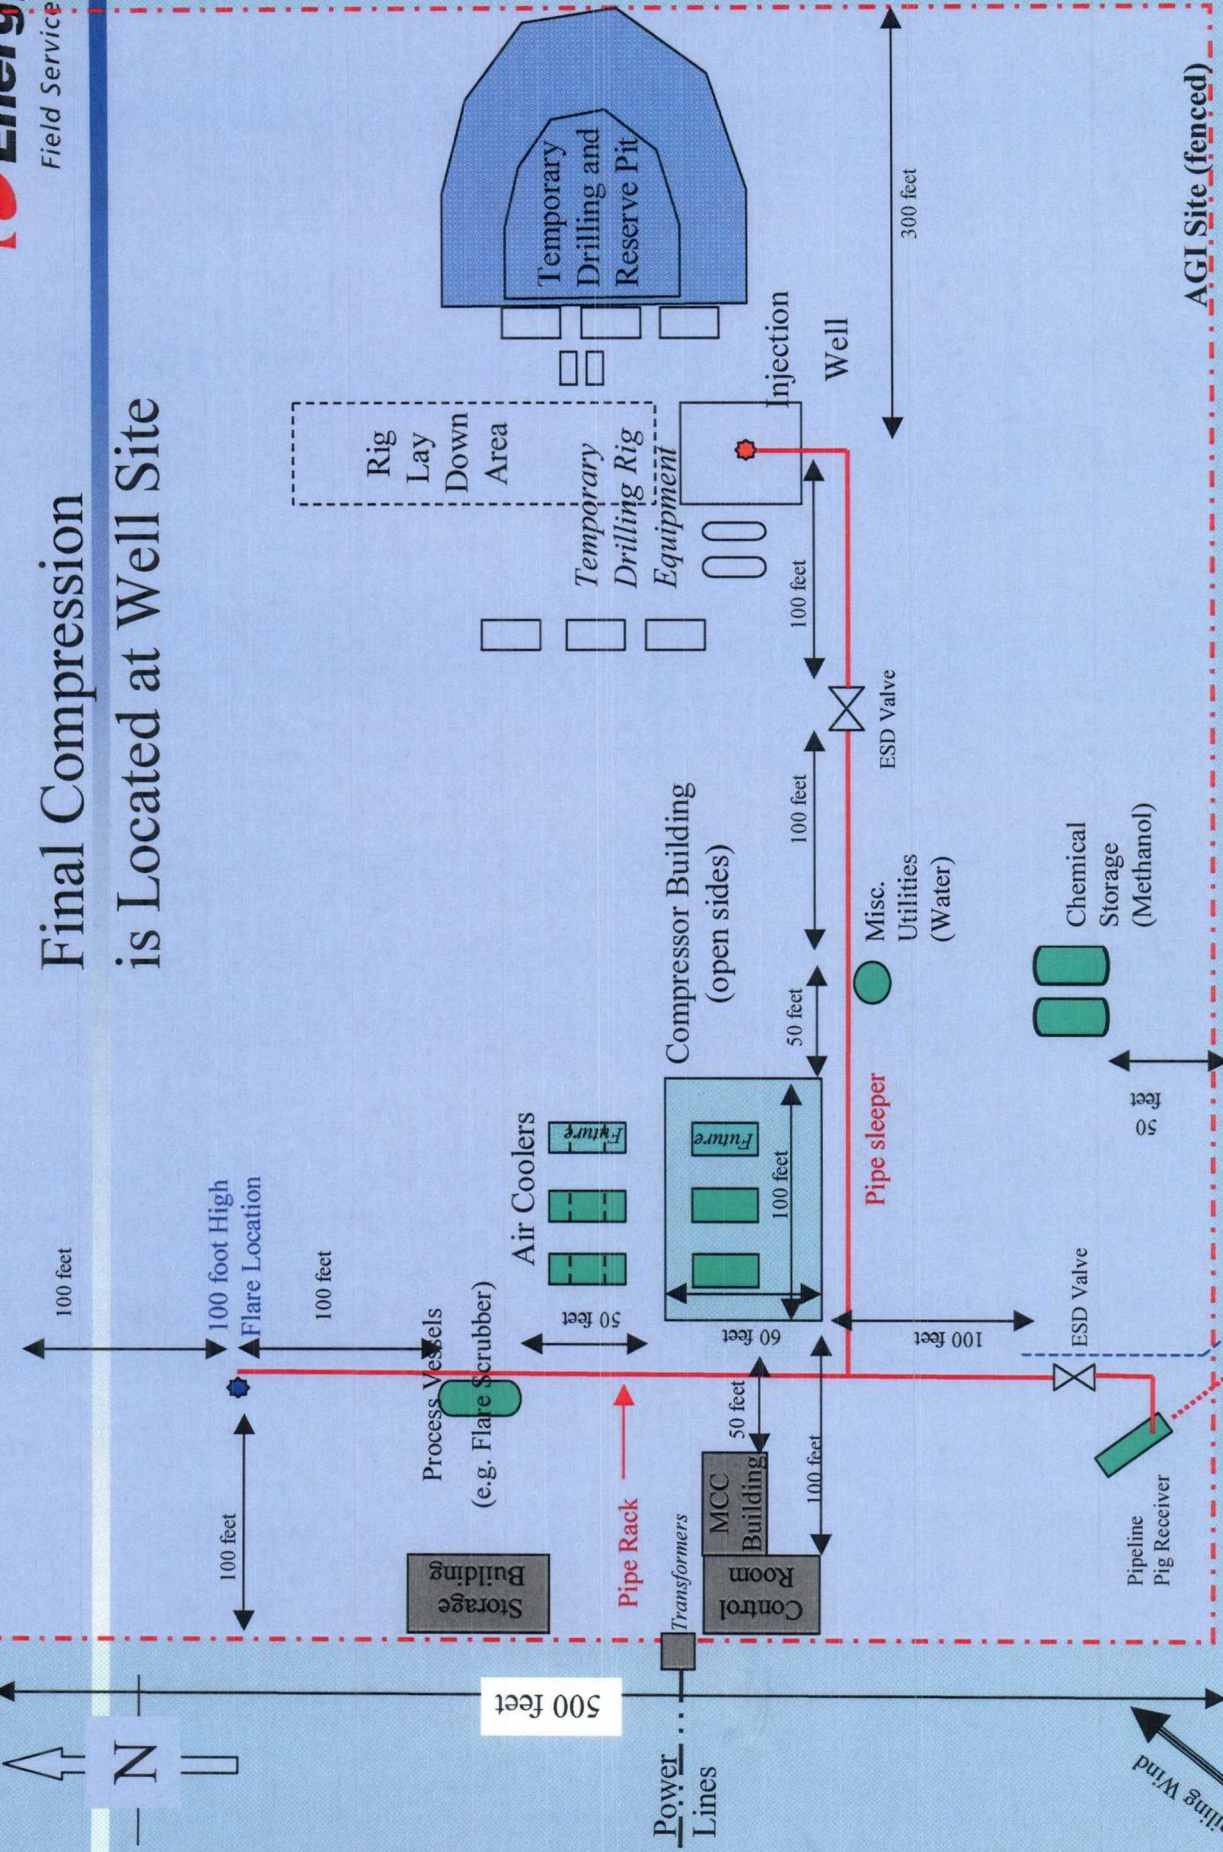 Energ
Field Service
Final Compression
is Located at Well Site
N
500 feet
Power
Lines
Prevailing Wind
100 feet
100 foot High
Flare Location
100 feet
100 feet
Process Vessels
(e.g. Flare Scrubber)
Storage
Building
Pipe Rack
Transformers
MCC
Building
Control
Room
50 feet
100 feet
Air Coolers
Future
50 feet
Compressor Building
(open sides)
Future
100 feet
60 feet
50 feet
100 feet
100 feet
Pipe sleeper
Misc.
Utilities
(Water)
ESD Valve
100 feet
ESD Valve
Pipeline
Pig Receiver
Chemical
Storage
(Methanol)
50
feet
Rig
Lay
Down
Area
Temporary
Drilling Rig
Equipment
Injection
Well
Temporary
Drilling and
Reserve Pit
300 feet
AGI Site (fenced)